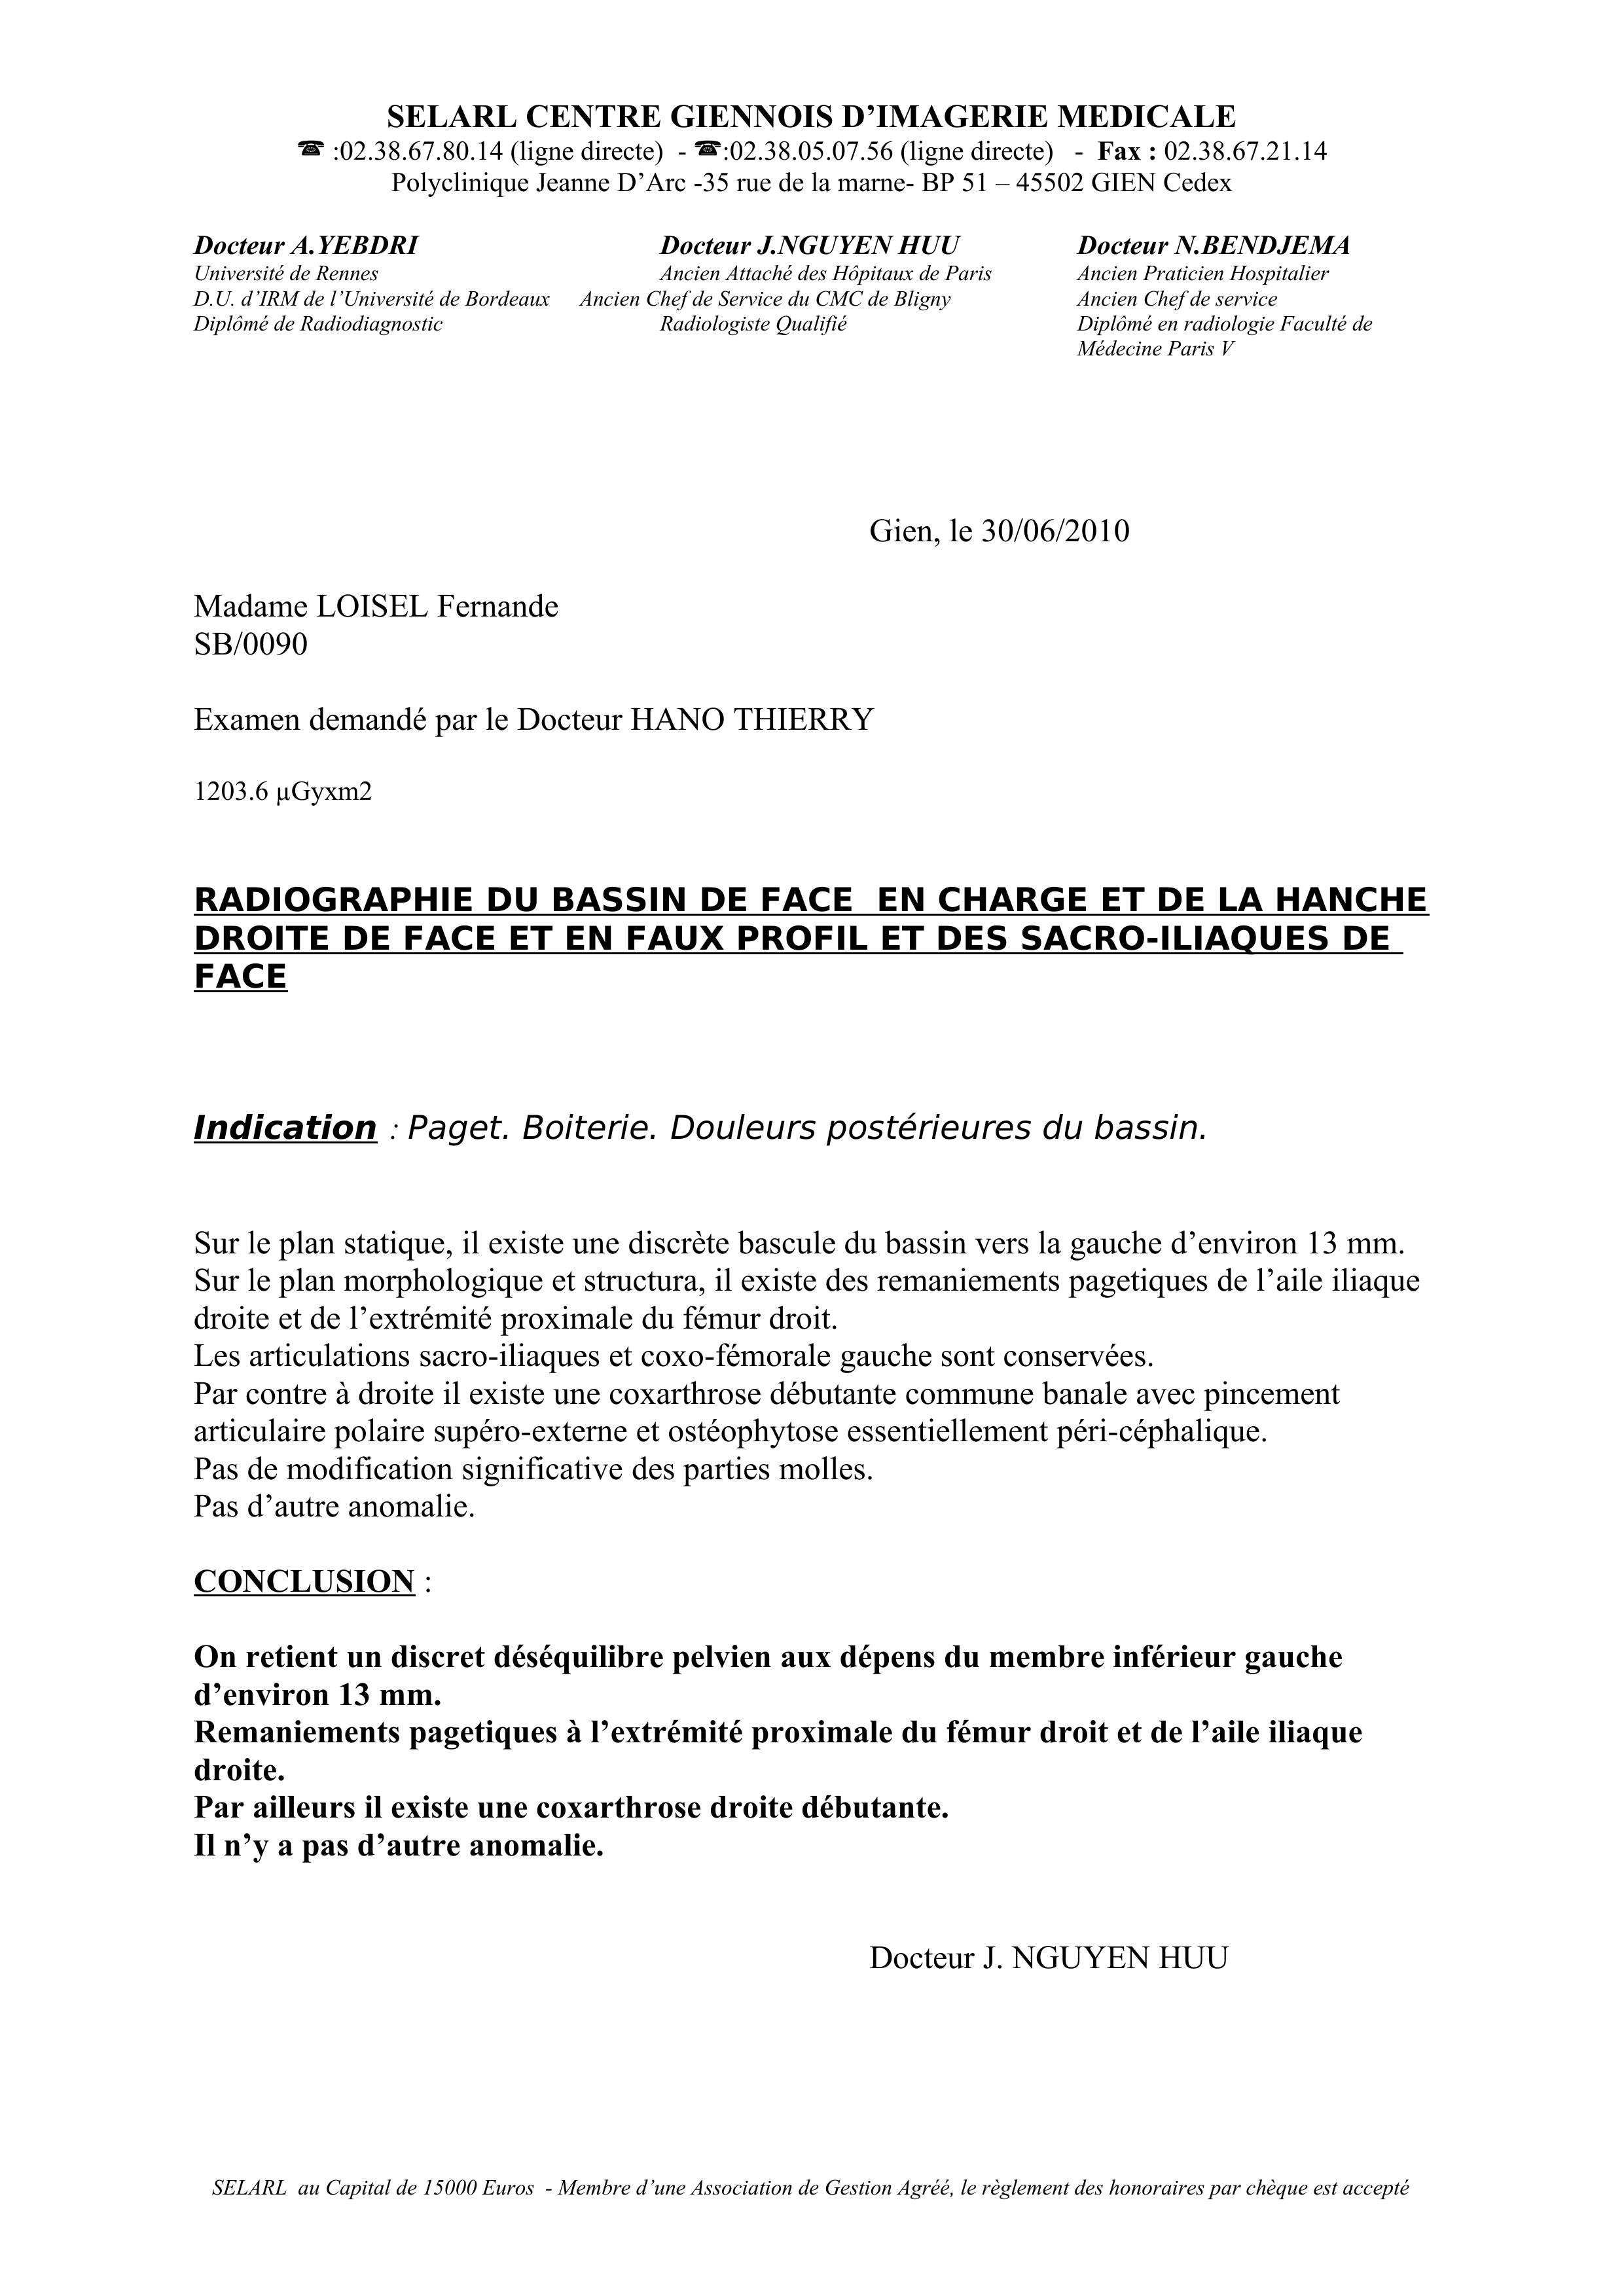 SELARL CENTRE GIENNOIS D’IMAGERIE MEDICALE
☎ :02.38.67.80.14 (ligne directe) - ☎:02.38.05.07.56 (ligne directe) - Fax : 02.38.67.21.14
Polyclinique Jeanne D’Arc -35 rue de la marne- BP 51 – 45502 GIEN Cedex
Docteur A.YEBDRI Docteur J.NGUYEN HUU Docteur N.BENDJEMA
Université de Rennes Ancien Attaché des Hôpitaux de Paris Ancien Praticien Hospitalier
D.U. d’IRM de l’Université de Bordeaux Ancien Chef de Service du CMC de Bligny Ancien Chef de service
Diplômé de Radiodiagnostic Radiologiste Qualifié Diplômé en radiologie Faculté de
Médecine Paris V
Gien, le 30/06/2010
Madame LOISEL Fernande
SB/0090
Examen demandé par le Docteur HANO THIERRY
1203.6 µGyxm2
RADIOGRAPHIE DU BASSIN DE FACE EN CHARGE ET DE LA HANCHE
DROITE DE FACE ET EN FAUX PROFIL ET DES SACRO-ILIAQUES DE
FACE
Indication : Paget. Boiterie. Douleurs postérieures du bassin.
Sur le plan statique, il existe une discrète bascule du bassin vers la gauche d’environ 13 mm.
Sur le plan morphologique et structura, il existe des remaniements pagetiques de l’aile iliaque
droite et de l’extrémité proximale du fémur droit.
Les articulations sacro-iliaques et coxo-fémorale gauche sont conservées.
Par contre à droite il existe une coxarthrose débutante commune banale avec pincement
articulaire polaire supéro-externe et ostéophytose essentiellement péri-céphalique.
Pas de modification significative des parties molles.
Pas d’autre anomalie.
CONCLUSION :
On retient un discret déséquilibre pelvien aux dépens du membre inférieur gauche
d’environ 13 mm.
Remaniements pagetiques à l’extrémité proximale du fémur droit et de l’aile iliaque
droite.
Par ailleurs il existe une coxarthrose droite débutante.
Il n’y a pas d’autre anomalie.
Docteur J. NGUYEN HUU
SELARL au Capital de 15000 Euros - Membre d’une Association de Gestion Agréé, le règlement des honoraires par chèque est accepté